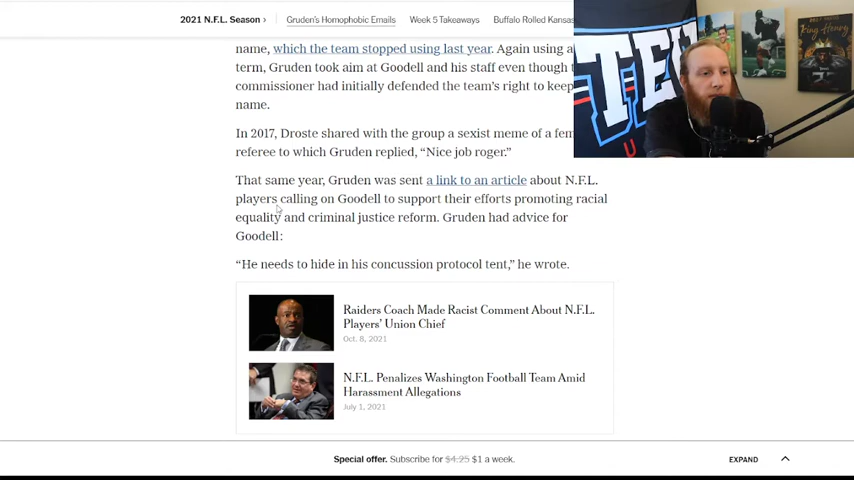 2021 N.F.L. Season › Gruden's Homophobic Emails Week 5 Takeaways Buffalo Rolled Kansas
name, which the team stopped using last year. Again using a
term, Gruden took aim at Goodell and his staff even though t
commissioner had initially defended the team's right to keep
name.
In 2017, Droste shared with the group a sexist meme of a fem
referee to which Gruden replied, “Nice job roger.”
That same year, Gruden was sent a link to an article about N.F.L.
players calling on Goodell to support their efforts promoting racial
equality and criminal justice reform. Gruden had advice for
Goodell:
“He needs to hide in his concussion protocol tent,” he wrote.
Raiders Coach Made Racist Comment About N.F.L.
Players' Union Chief
Oct. 8, 2021
N.F.L. Penalizes Washington Football Team Amid
Harassment Allegations
July 1, 2021
Special offer. Subscribe for $4.25 $1 a week.
EXPAND
TE
U
King Henry